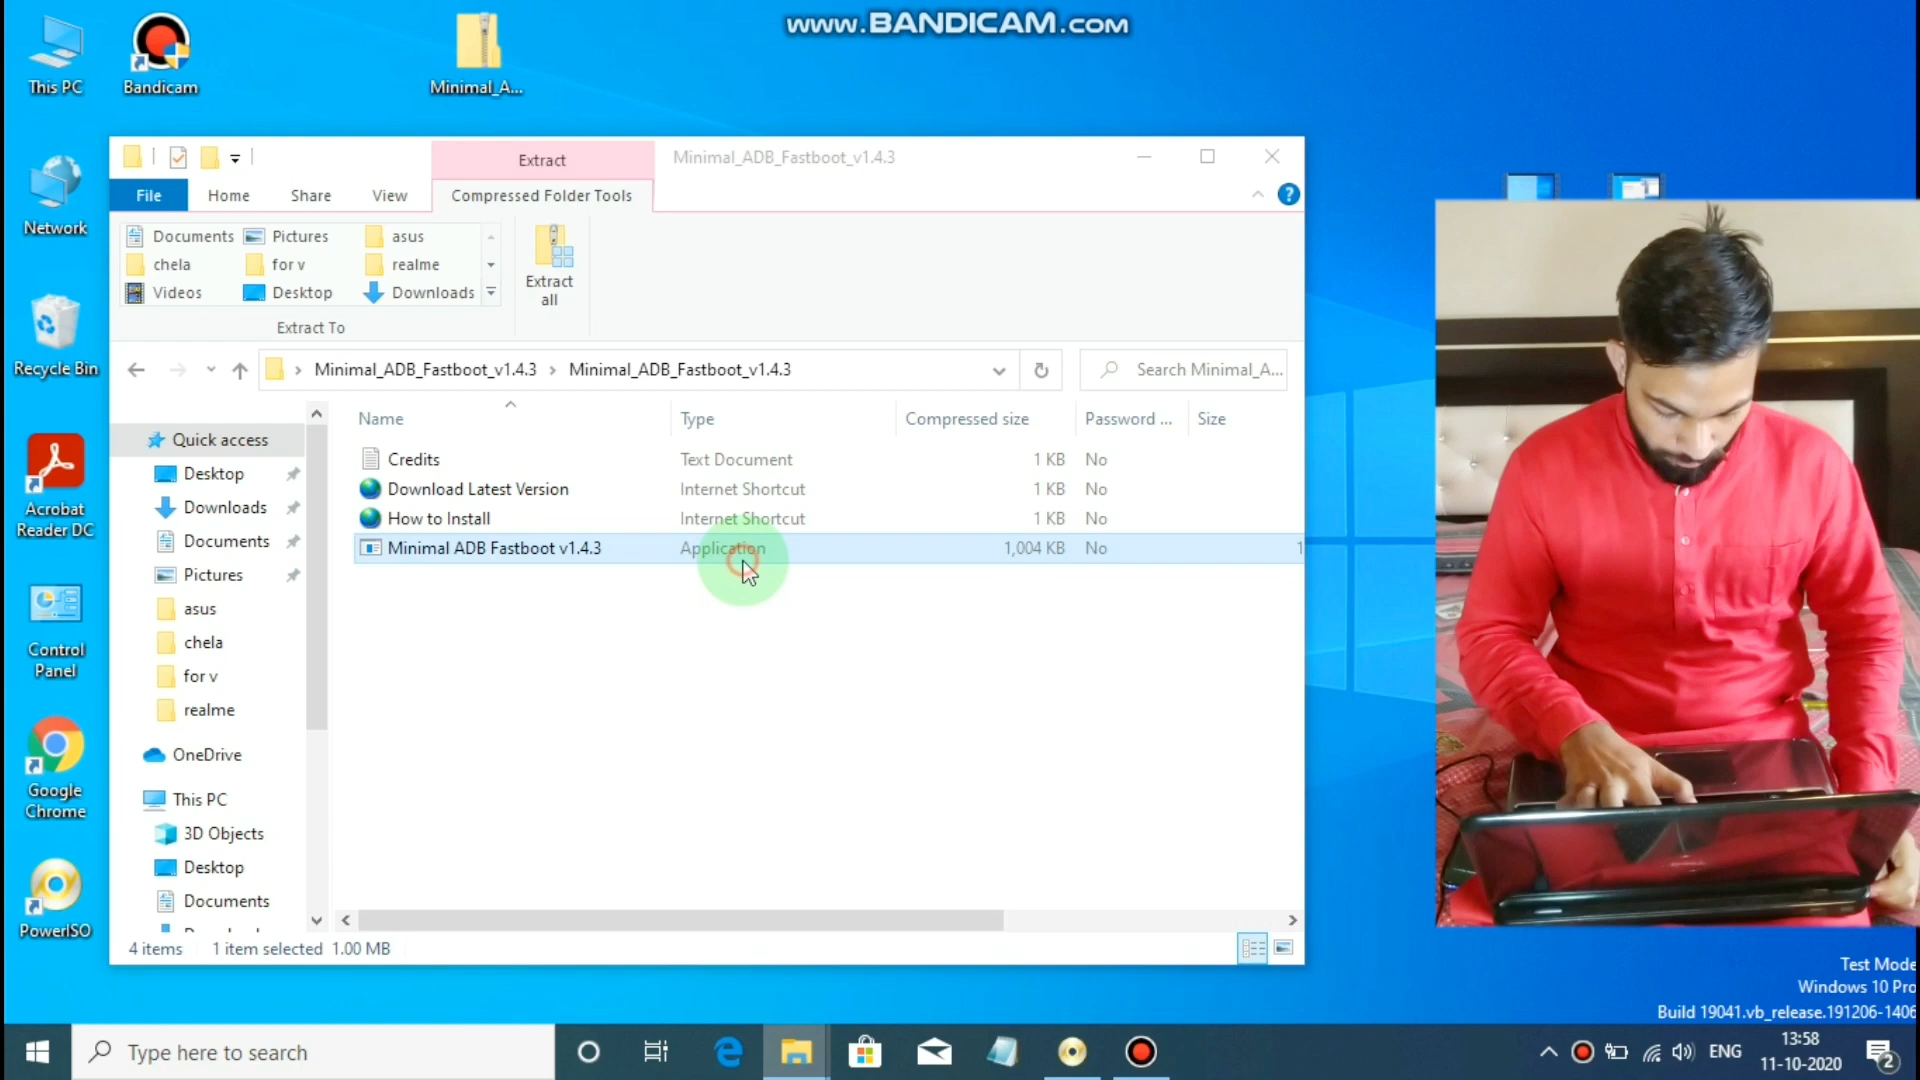 www.BANDICAM.com
This PC
Bandicam
Minimal_A...
Network
Recycle Bin
Acrobat
Reader DC
Control
Panel
Google
Chrome
PowerISO
Extract
Minimal_ADB_Fastboot_v1.4.3
File
Home
Share
View
Compressed Folder Tools
Documents
Pictures
asus
chela
for v
realme
Videos
Desktop
Downloads
Extract To
Extract
all
Minimal_ADB_Fastboot_v1.4.3 > Minimal_ADB_Fastboot_v1.4.3
Search Minimal_A...
Name
Type
Compressed size
Password ...
Size
Credits Text Document 1 KB No
Download Latest Version Internet Shortcut 1 KB No
How to Install Internet Shortcut 1 KB No
Minimal ADB Fastboot v1.4.3 Application 1,004 KB No 1
Quick access
Desktop
Downloads
Documents
Pictures
asus
chela
for v
realme
OneDrive
This PC
3D Objects
Desktop
Documents
4 items 1 item selected 1.00 MB
Test Mode
Windows 10 Pro
Build 19041.vb_release.191206-1406
Type here to search
ENG
13:58
11-10-2020
2